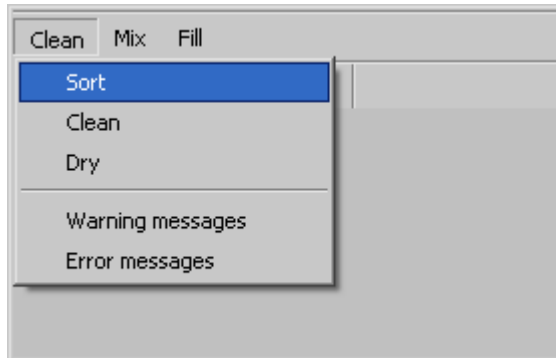 Clean Mix Fill
Sort
Clean
Dry
Warning messages
Error messages